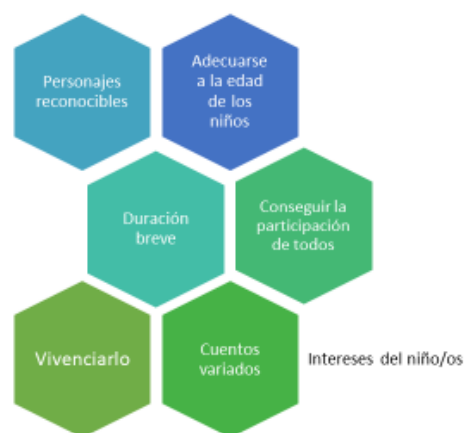 Personajes
reconocibles
Adecuarse
a la edad
de los
niños
Duración
breve
Conseguir la
participación
de todos
Vivenciarlo
Cuentos
variados
Intereses del niño/os